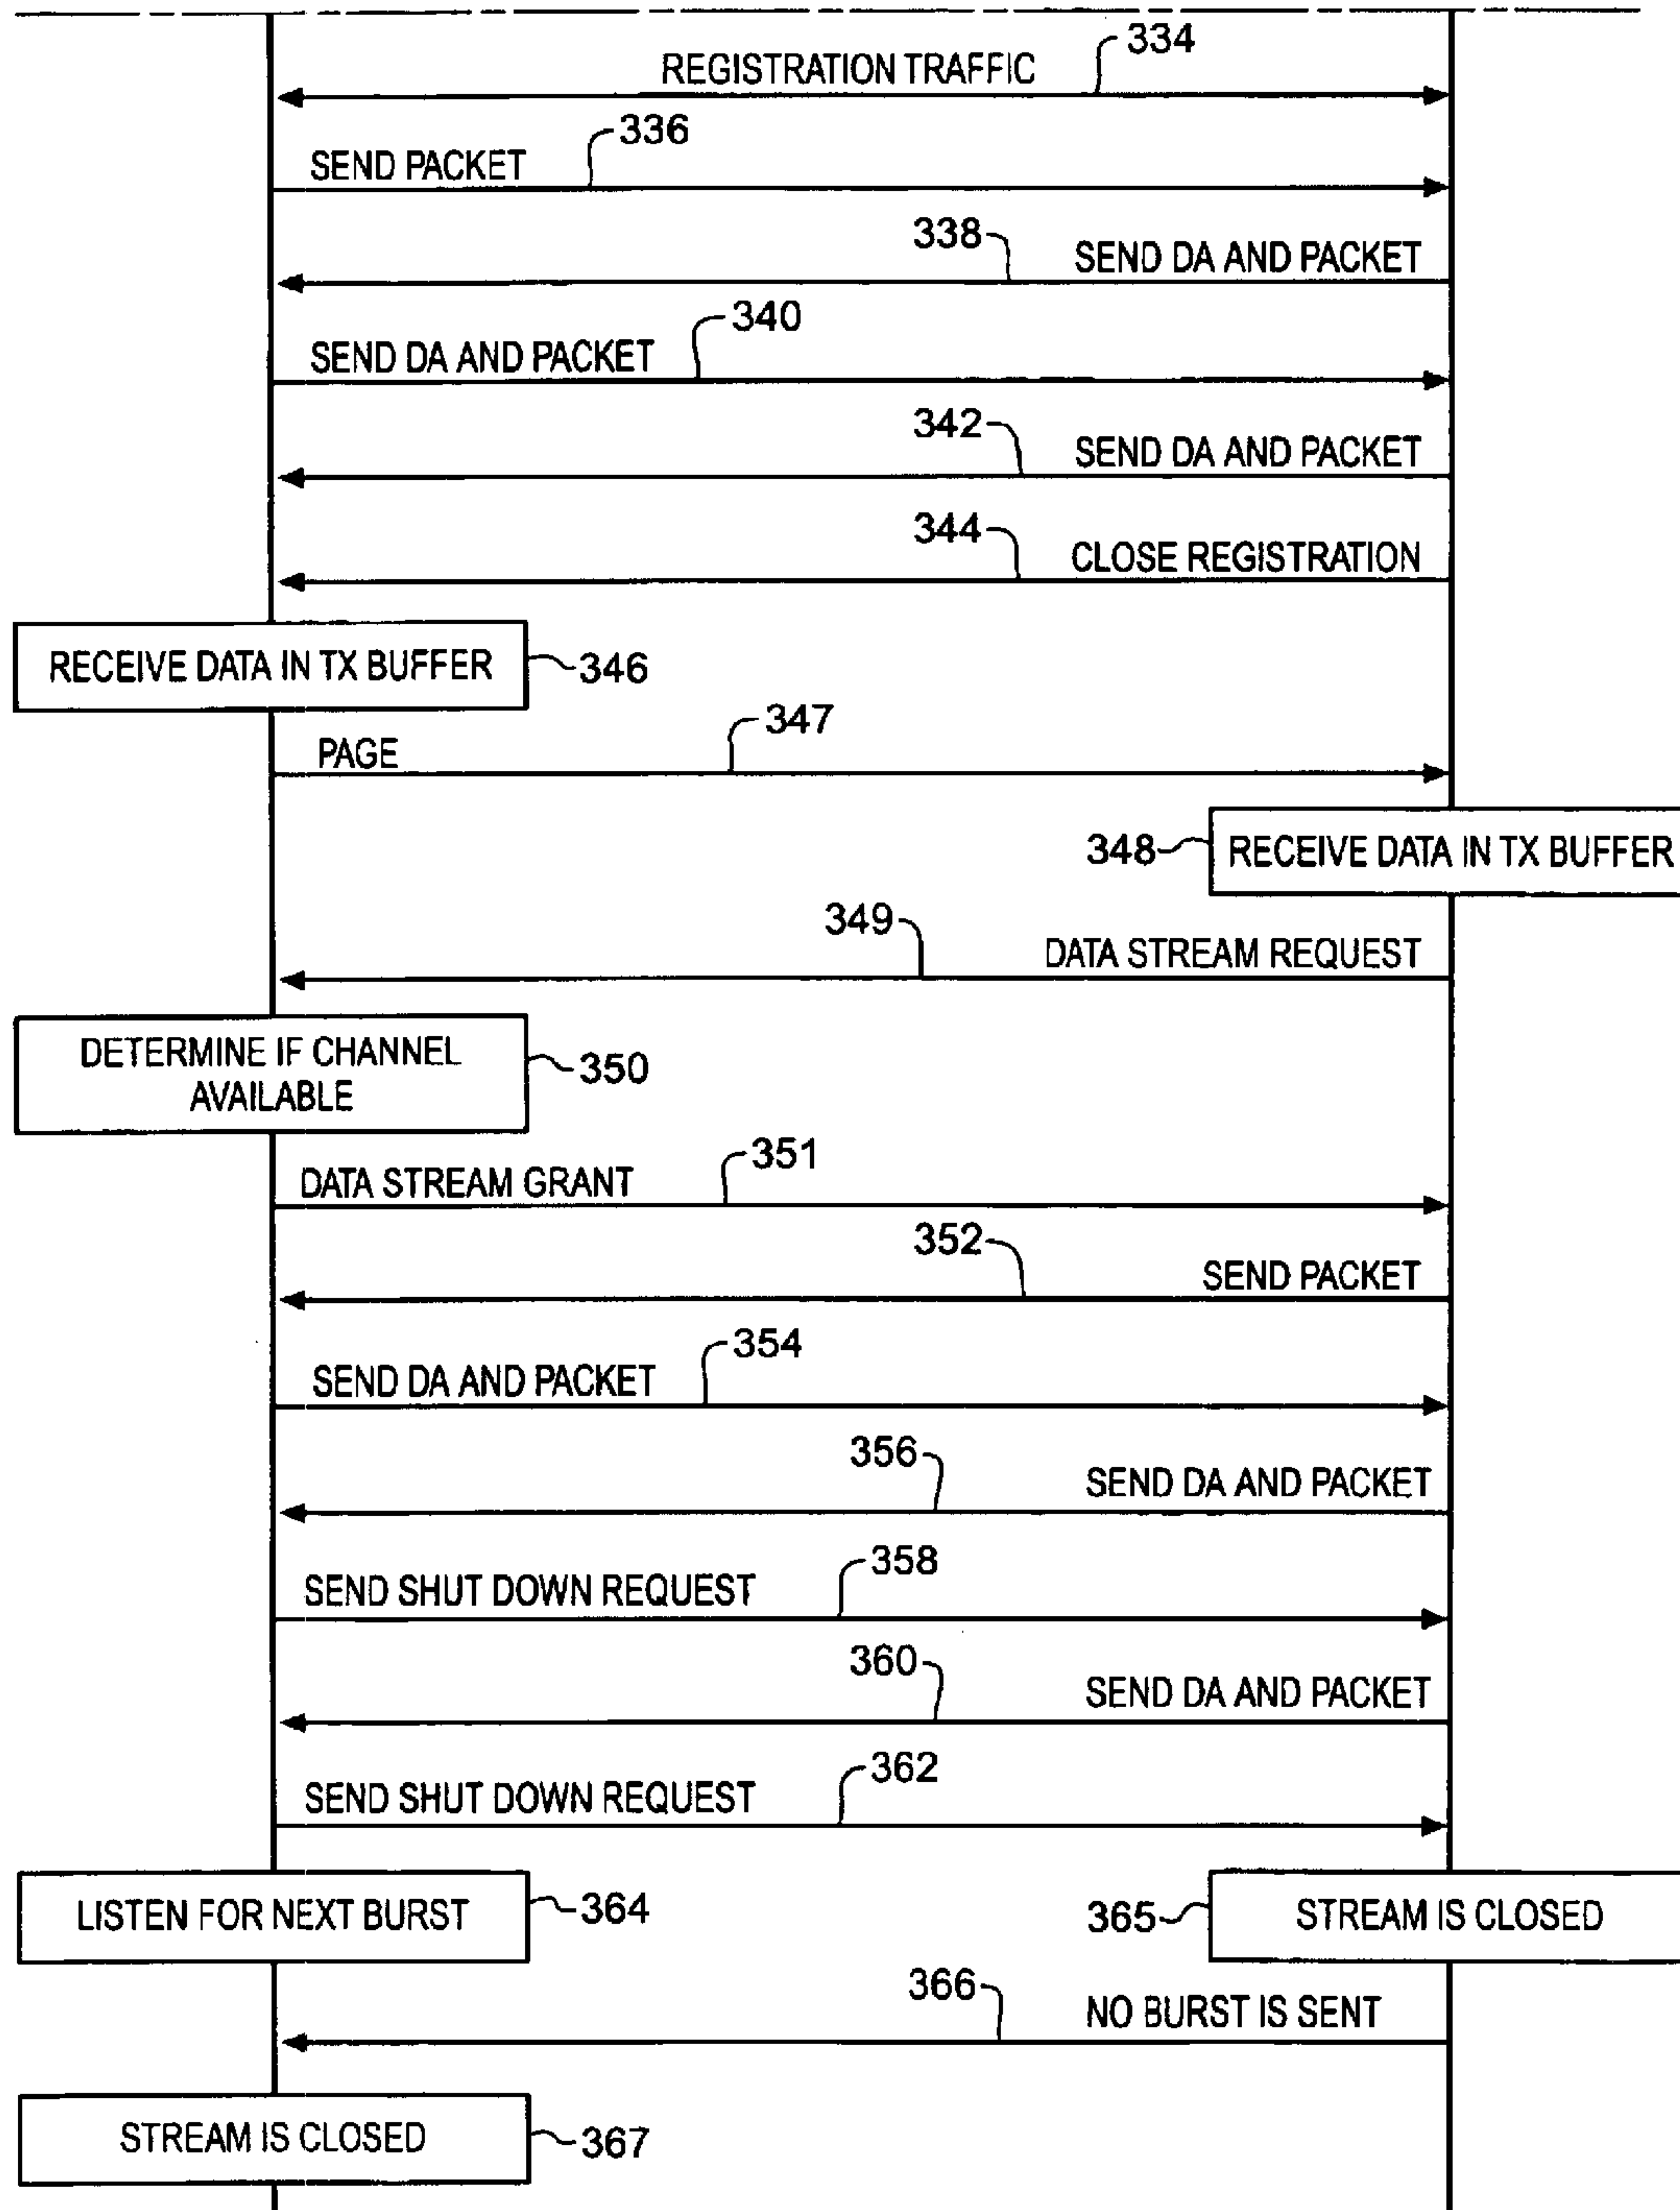 334
REGISTRATION TRAFFIC
336
SEND PACKET
338
SEND DA AND PACKET
340
SEND DA AND PACKET
342
SEND DA AND PACKET
344
CLOSE REGISTRATION
RECEIVE DATA IN TX BUFFER
346
347
PAGE
348
RECEIVE DATA IN TX BUFFER
349
DATA STREAM REQUEST
DETERMINE IF CHANNEL
AVAILABLE
350
351
DATA STREAM GRANT
352
SEND PACKET
354
SEND DA AND PACKET
356
SEND DA AND PACKET
358
SEND SHUT DOWN REQUEST
360
SEND DA AND PACKET
362
SEND SHUT DOWN REQUEST
LISTEN FOR NEXT BURST
364
365
STREAM IS CLOSED
366
NO BURST IS SENT
STREAM IS CLOSED
367